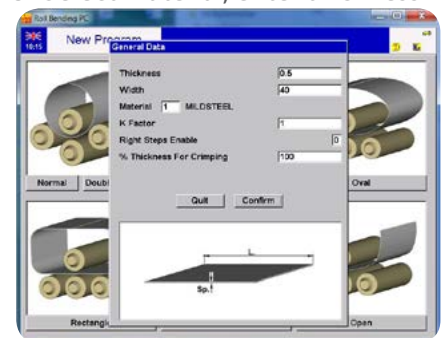 Roll Bending PC
10:15 New Program
General Data
Thickness 0.5
Width 40
Material 1 MILDSTEEL
K Factor 1
Right Steps Enable 0
% Thickness For Crimping 100
Normal
Oval
Quit Confirm
L.
Sp.
Open